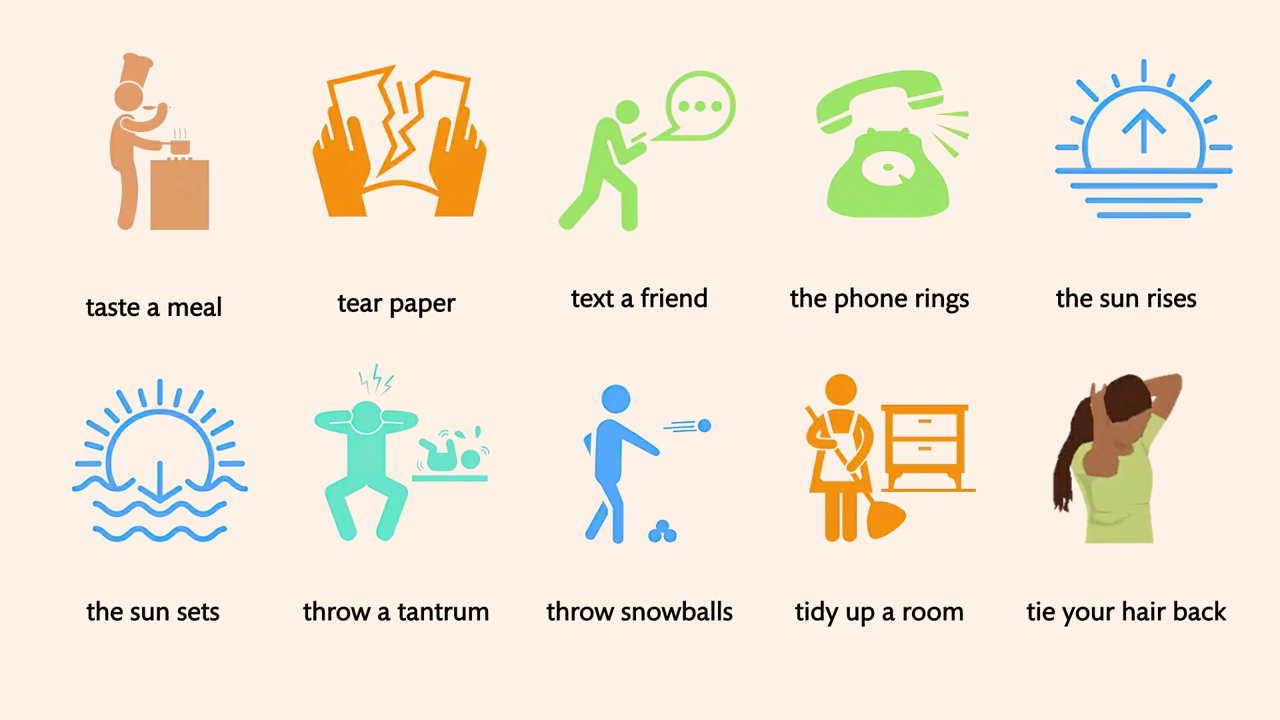 taste a meal
tear paper
text a friend
the phone rings
the sun rises
the sun sets
throw a tantrum
throw snowballs
tidy up a room
tie your hair back